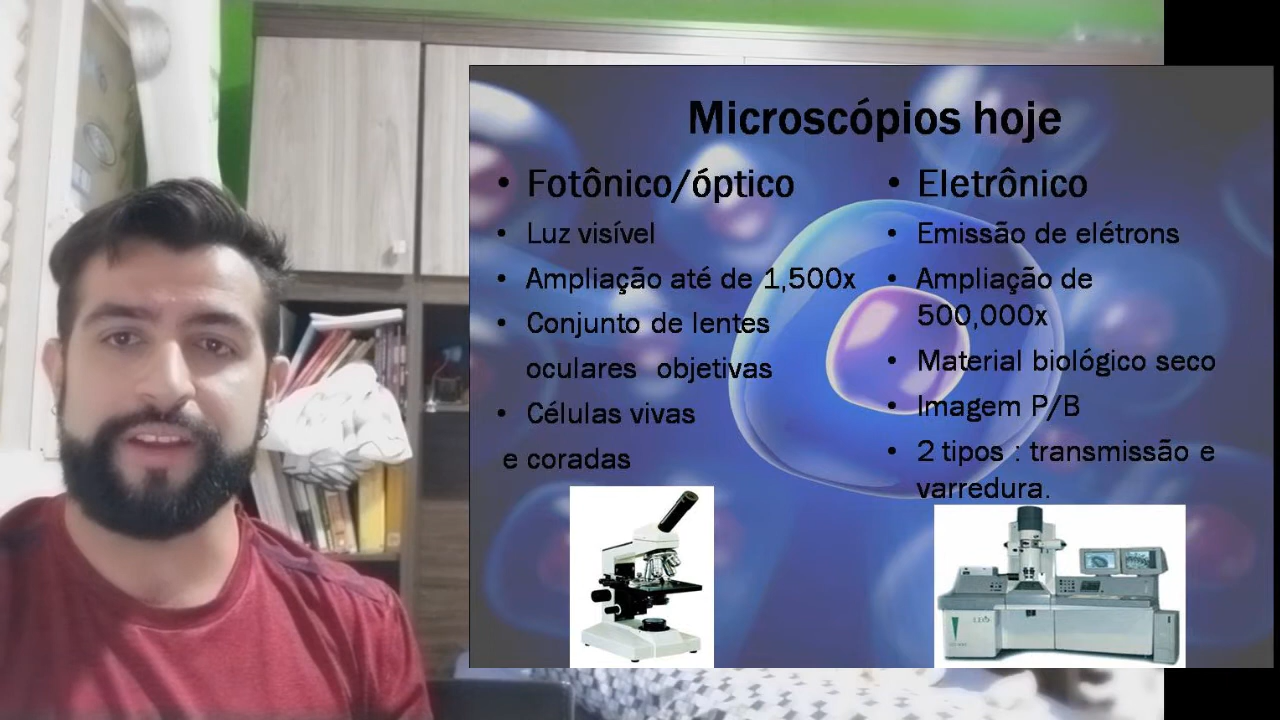 Microscópios hoje
• Fotônico/óptico
• Luz visível
• Ampliação até de 1,500x
• Conjunto de lentes
oculares objetivas
• Células vivas
e coradas
• Eletrônico
• Emissão de elétrons
• Ampliação de
500,000x
• Material biológico seco
• Imagem P/B
• 2 tipos : transmissão e
varredura.